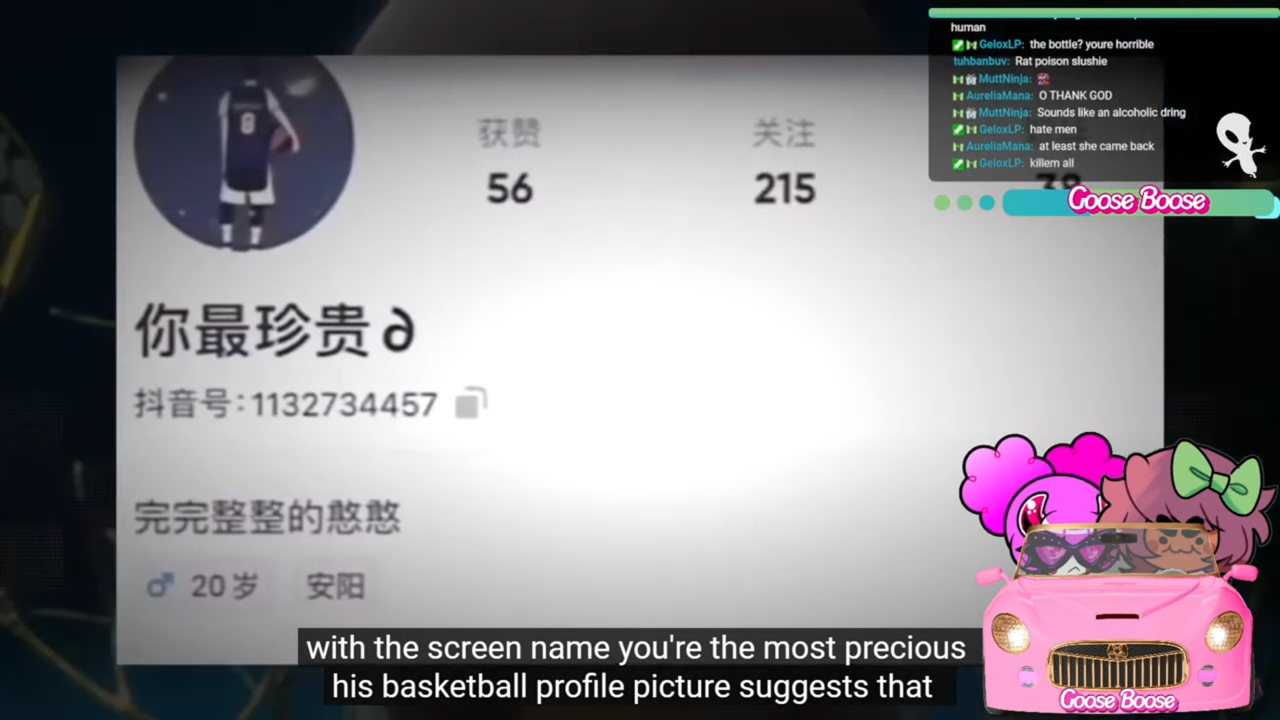 human
GeloxLP: the bottle? youre horrible
tuhbanbuv: Rat poison slushie
MuttNinja:
AureliaMana: O THANK GOD
MuttNinja: Sounds like an alcoholic dring
GeloxLP: hate men
AureliaMana: at least she came back
GeloxLP: killem all
Goose Boose
8
获赞 关注
56 215 38
你最珍贵∂
抖音号:1132734457
完完整整的憨憨
♂ 20岁 安阳
with the screen name you're the most precious
his basketball profile picture suggests that
Goose Boose